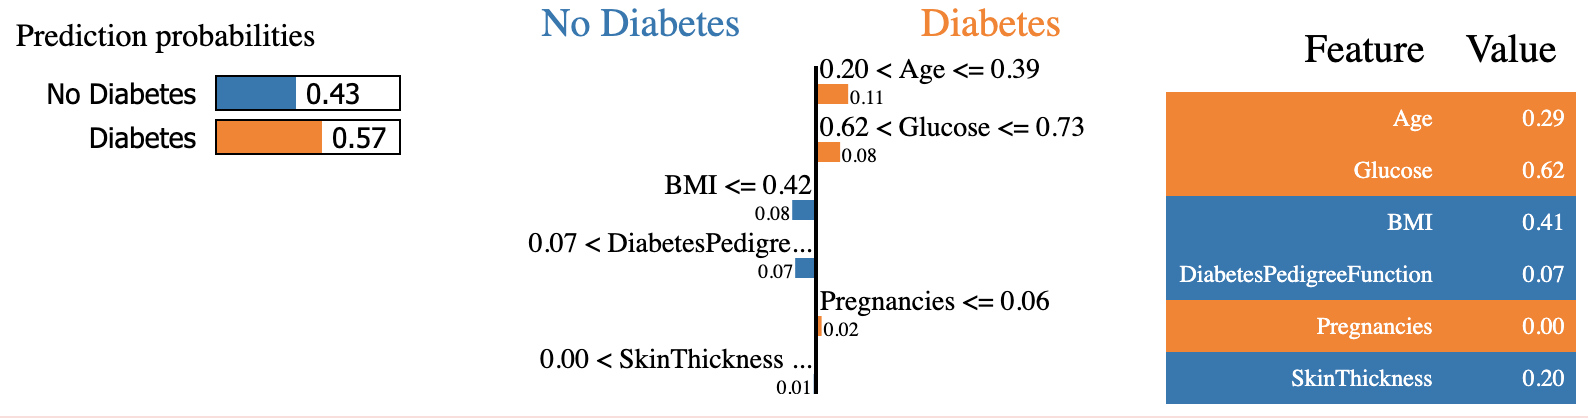 Prediction probabilities
No Diabetes 0.43
Diabetes 0.57
No Diabetes Diabetes
0.20 < Age <= 0.39
0.11
0.62 < Glucose <= 0.73
0.08
BMI <= 0.42
0.08
0.07 < DiabetesPedigre...
0.07
Pregnancies <= 0.06
0.02
0.00 < SkinThickness ...
0.01
Feature Value
Age 0.29
Glucose 0.62
BMI 0.41
DiabetesPedigreeFunction 0.07
Pregnancies 0.00
SkinThickness 0.20